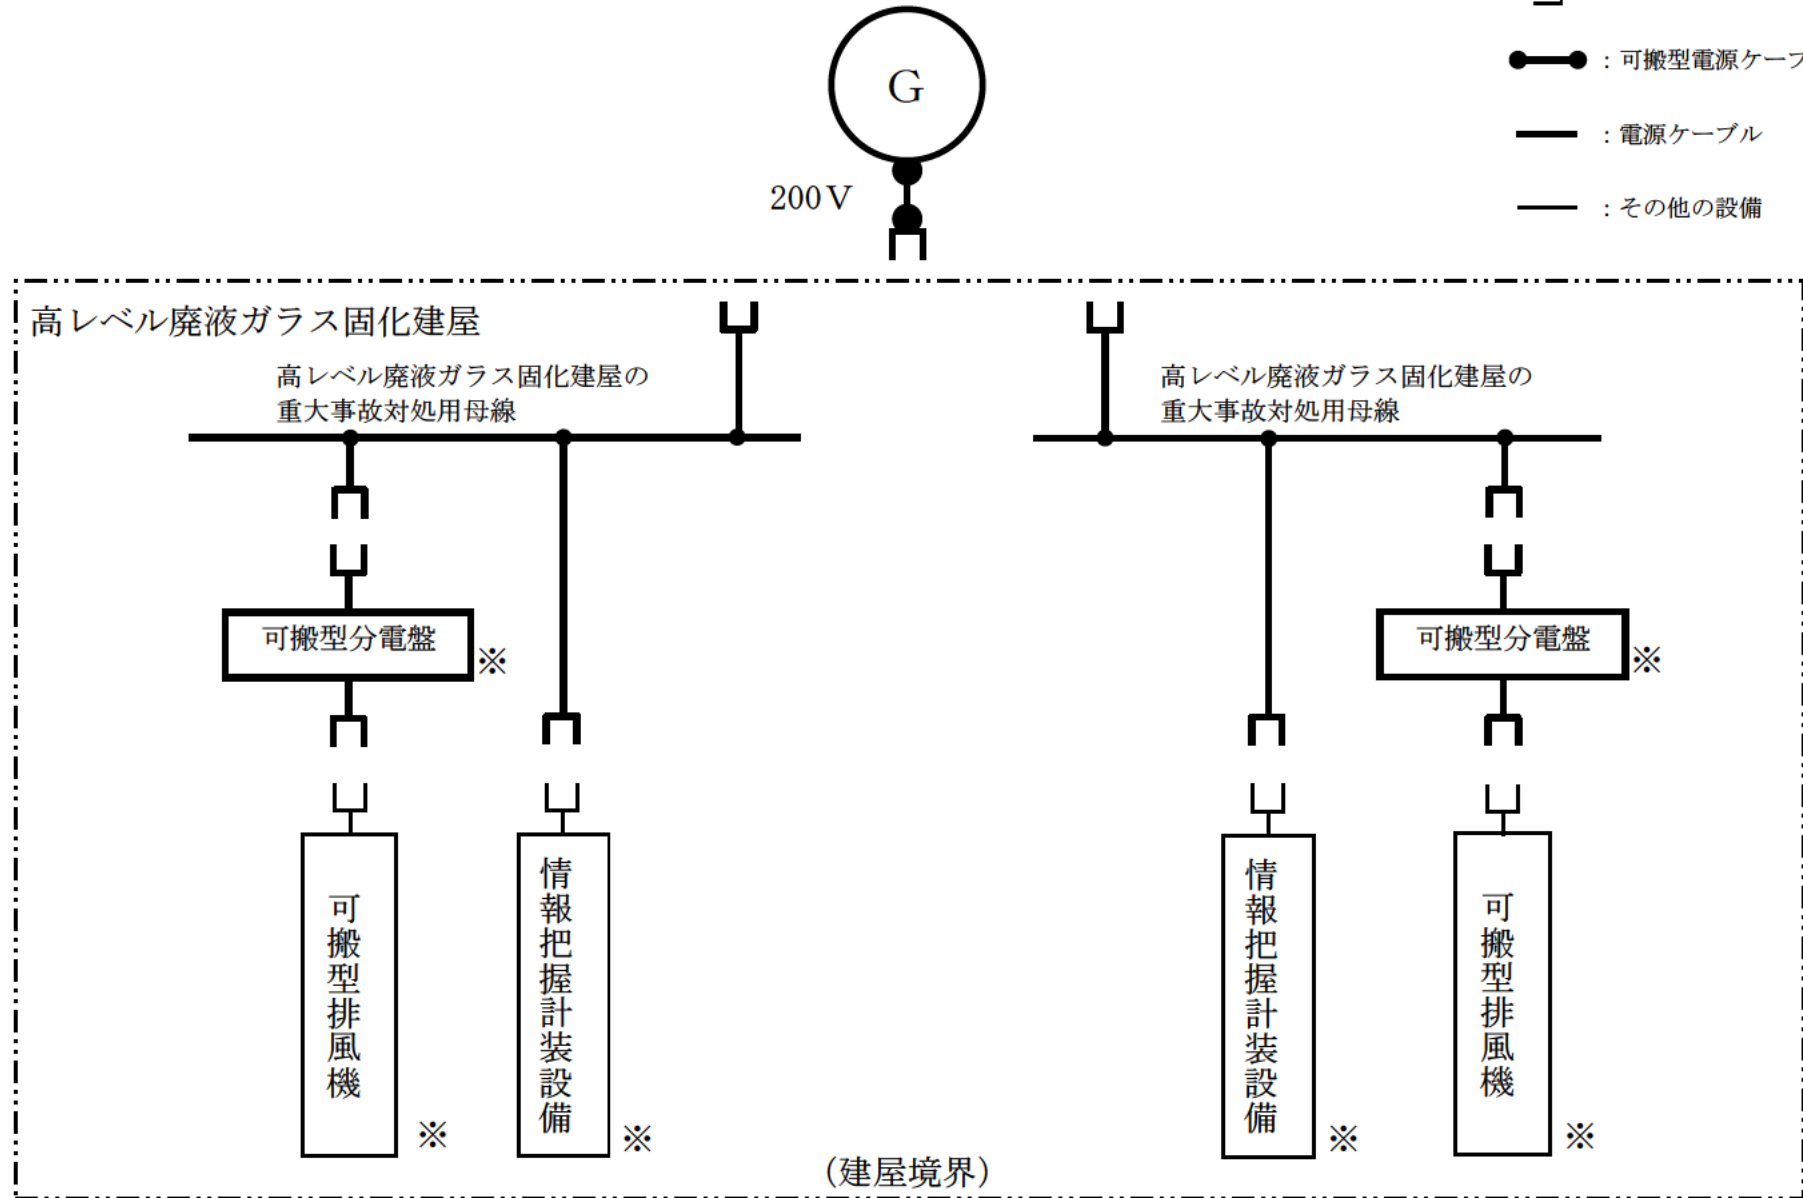 G
200V
：可搬型電源ケーブ
：電源ケーブル
：その他の設備
高レベル廃液ガラス固化建屋
高レベル廃液ガラス固化建屋の
重大事故対処用母線
高レベル廃液ガラス固化建屋の
重大事故対処用母線
可搬型分電盤
※
可搬型分電盤
※
可搬型排風機
※
情報把握計装設備
※
情報把握計装設備
※
可搬型排風機
※
（建屋境界）